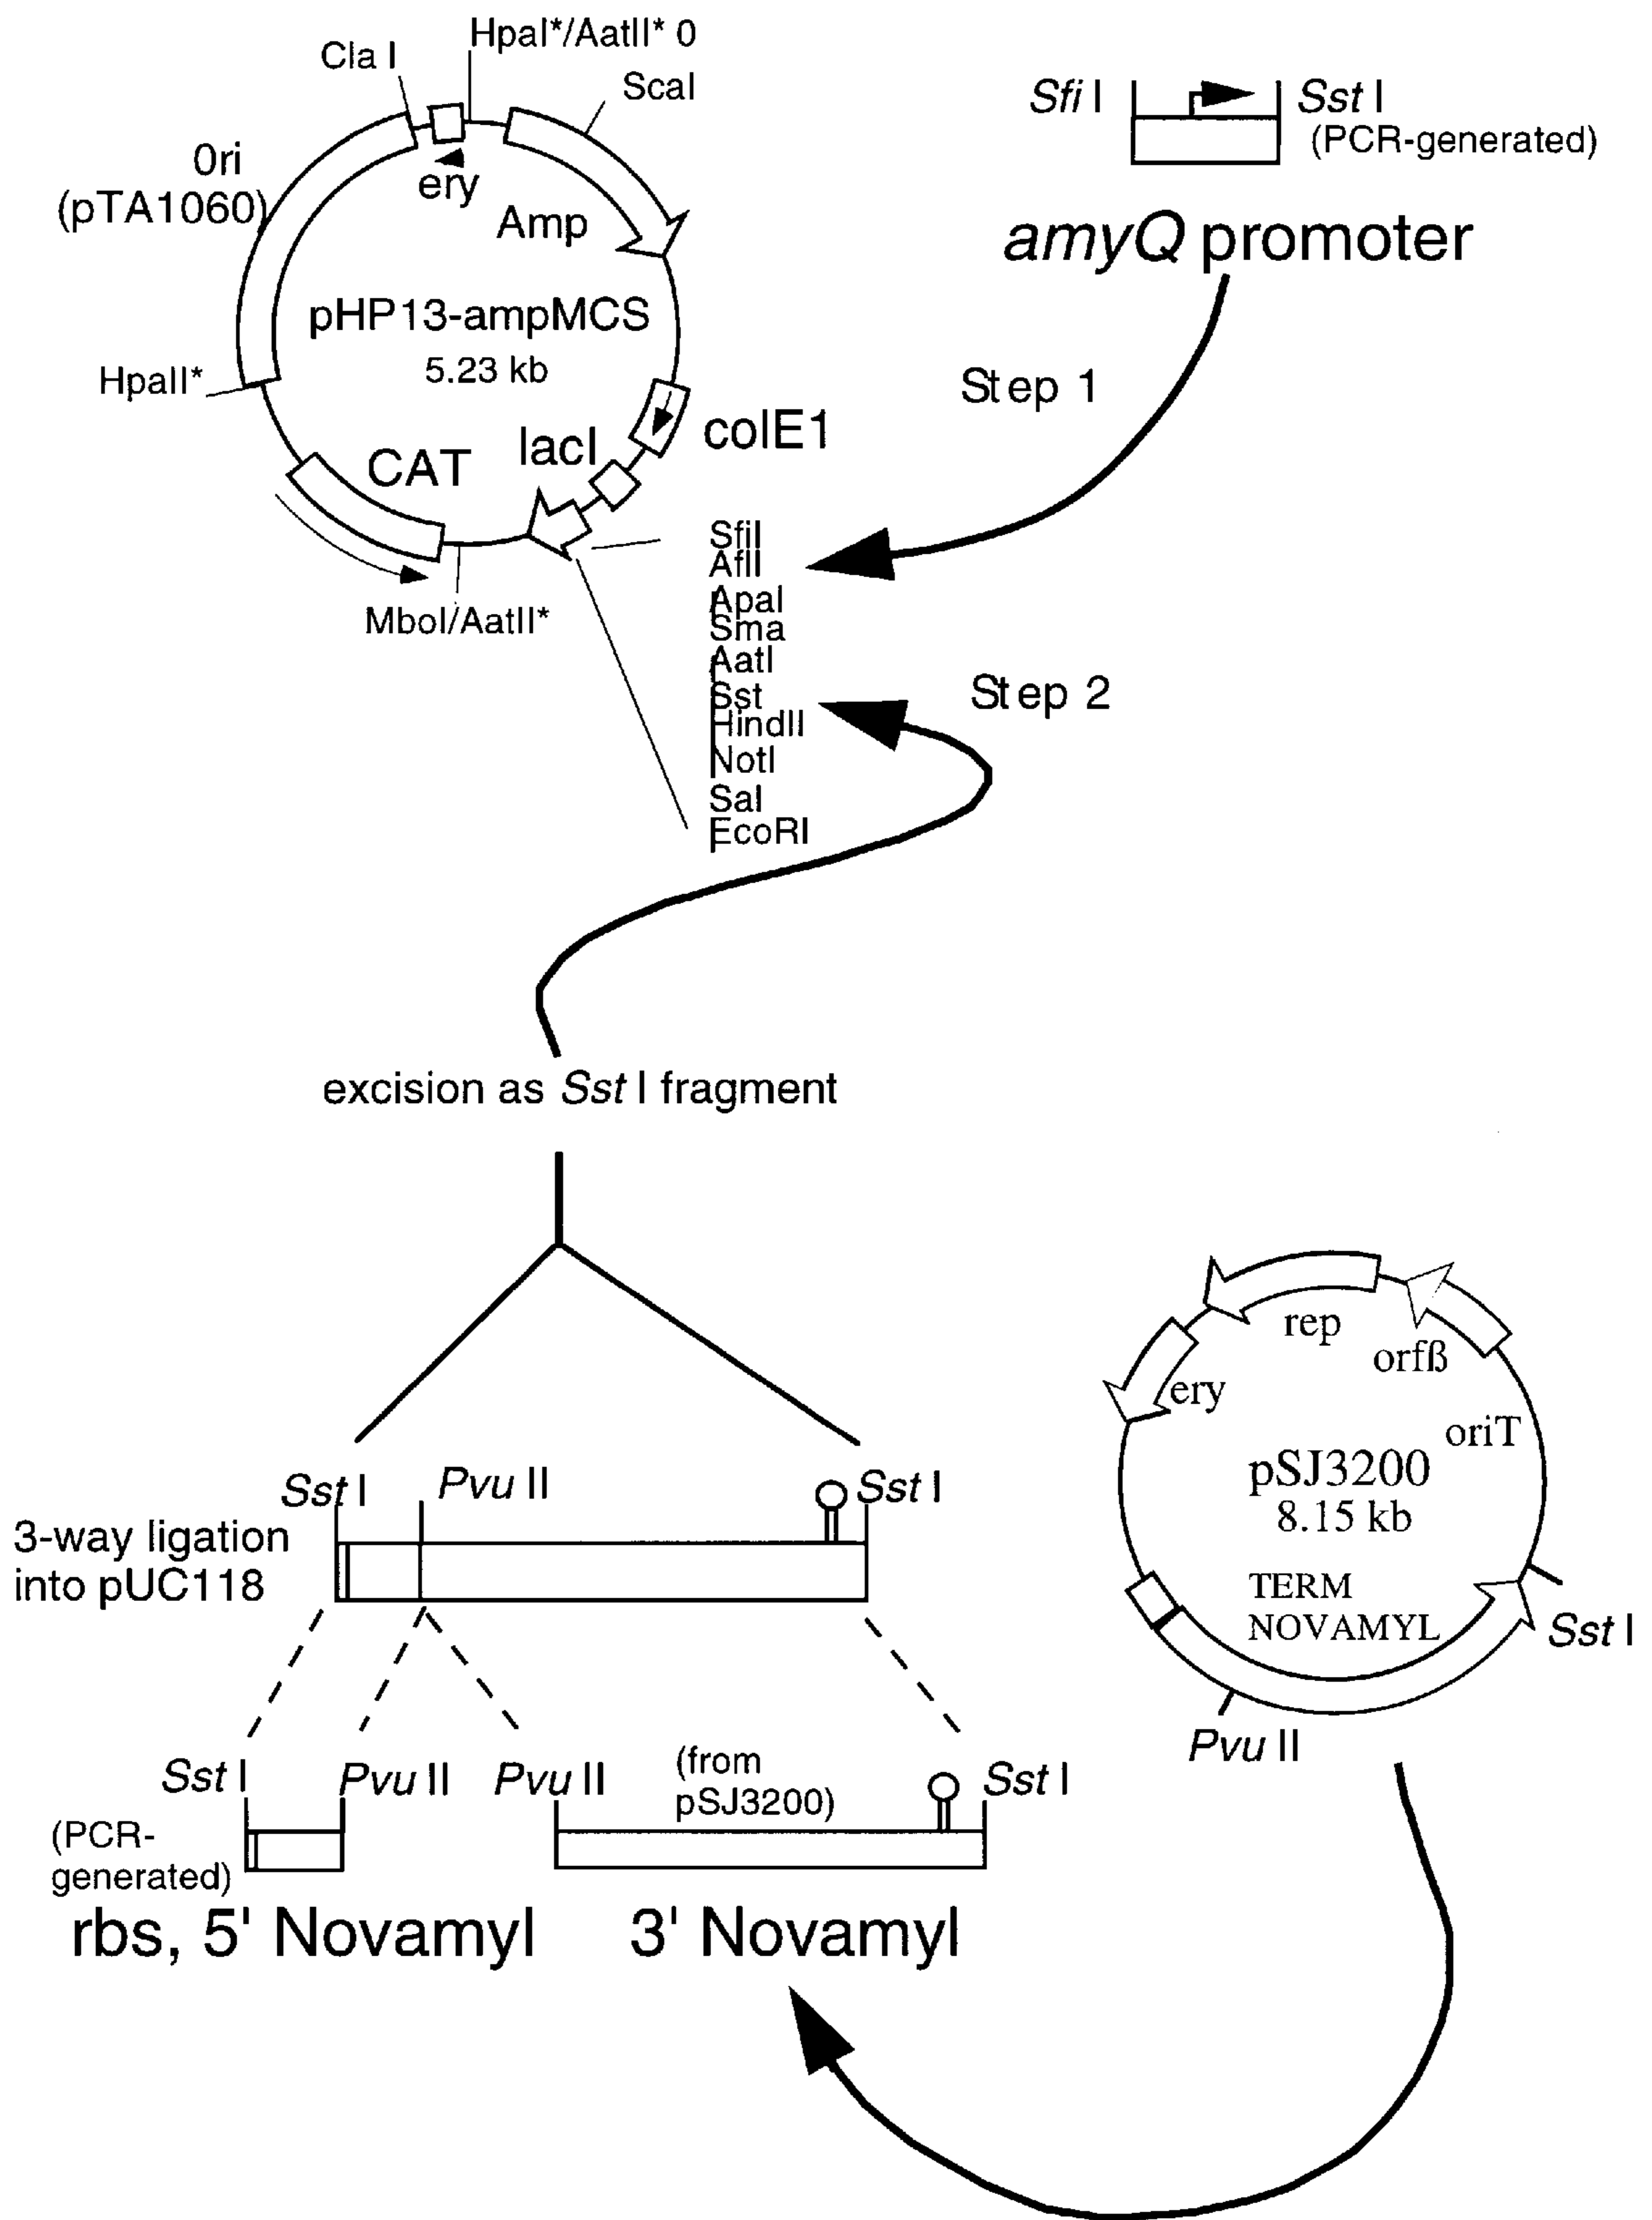 HpaI*/AatII* 0
Cla I
ScaI
Ori
(pTA1060)
ery
Amp
pHP13-ampMCS
5.23 kb
HpaII*
CAT
lacI
colE1
MboI/AatII*
Sfi I
Sst I
(PCR-generated)
amyQ promoter
Step 1
SfiI
AflI
ApaI
Sma
AatI
Sst
HindII
NotI
Sal
EcoRI
Step 2
excision as Sst I fragment
Sst I
Pvu II
Sst I
3-way ligation
into pUC118
rep
orfß
ery
oriT
pSJ3200
8.15 kb
TERM
NOVAMYL
Sst I
Pvu II
Sst I
Pvu II
Pvu II
(from
pSJ3200)
Sst I
(PCR-
generated)
rbs, 5' Novamyl
3' Novamyl